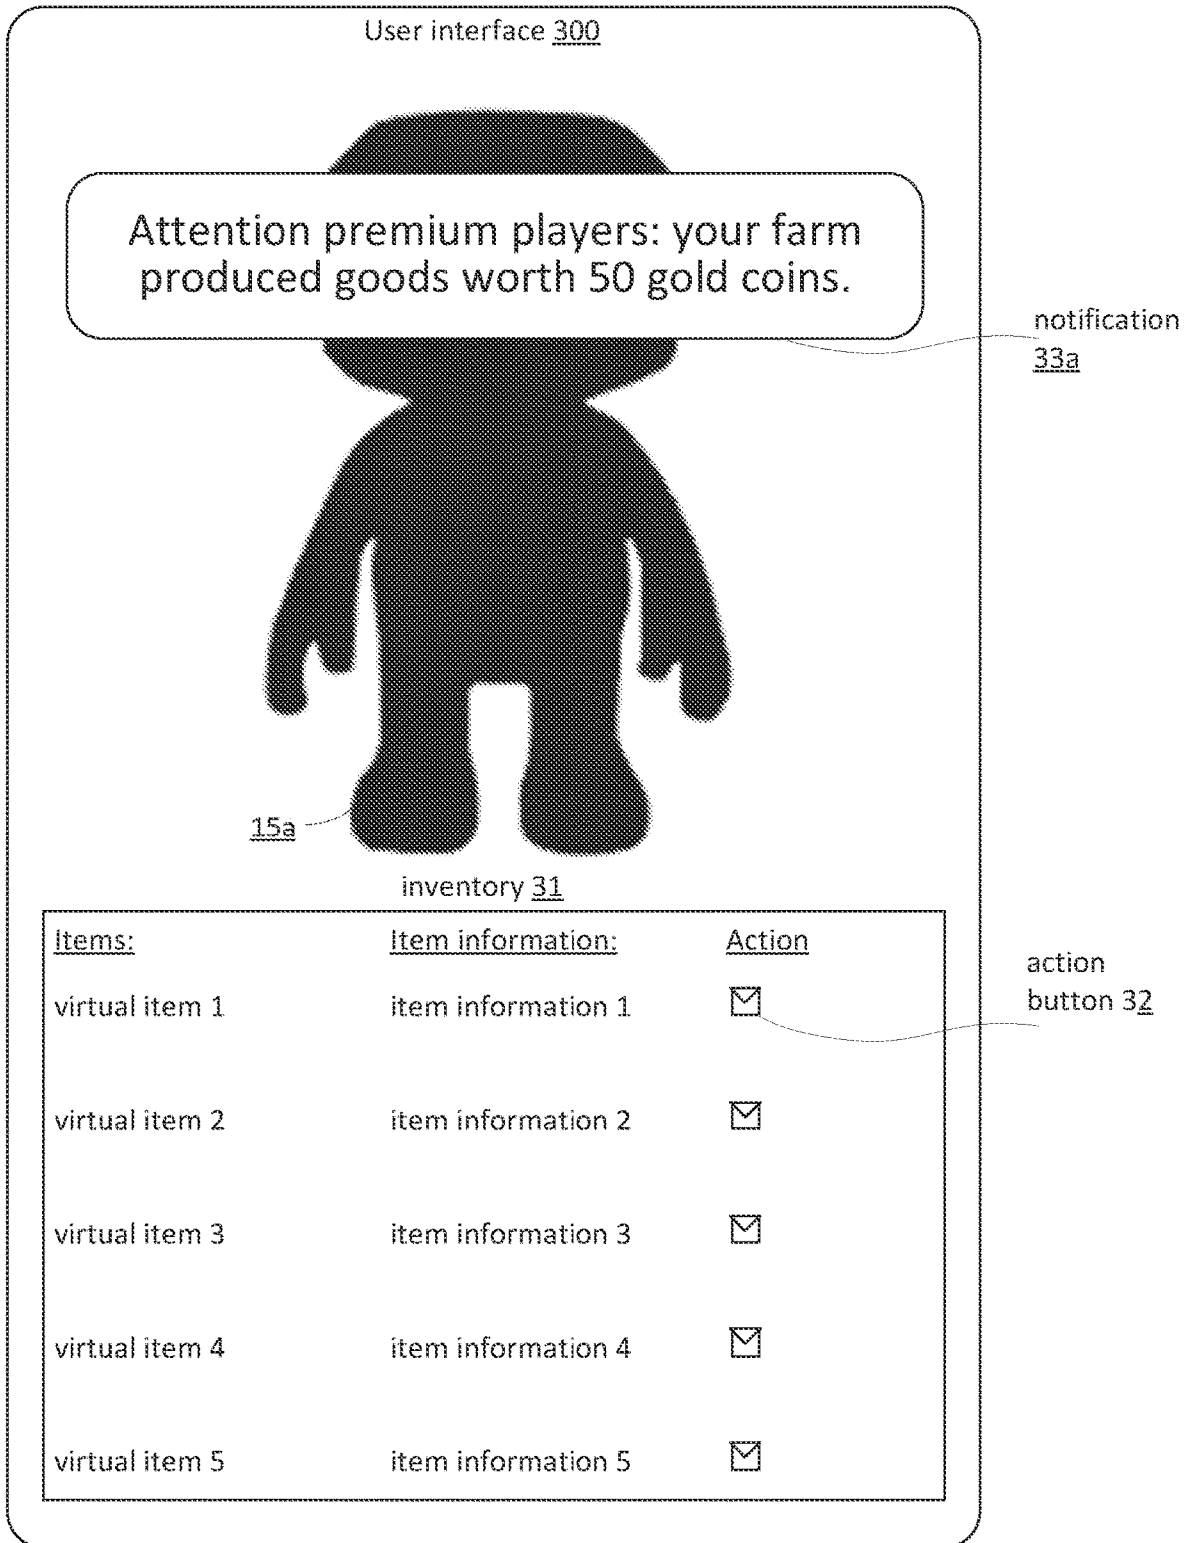 User interface 300
Attention premium players: your farm
produced goods worth 50 gold coins.
notification
33a
15a
inventory 31
Items: Item information: Action
action
button 32
virtual item 1 item information 1
virtual item 2 item information 2
virtual item 3 item information 3
virtual item 4 item information 4
virtual item 5 item information 5